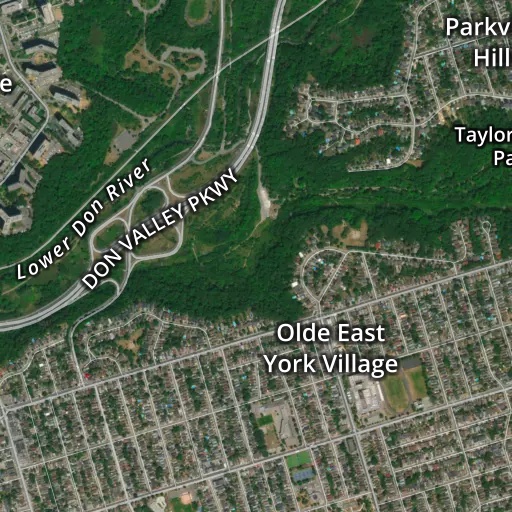 Parkv
Hill
e
Taylor
Pa
Lower Don River
DON VALLEY PKWY
Olde East
York Village